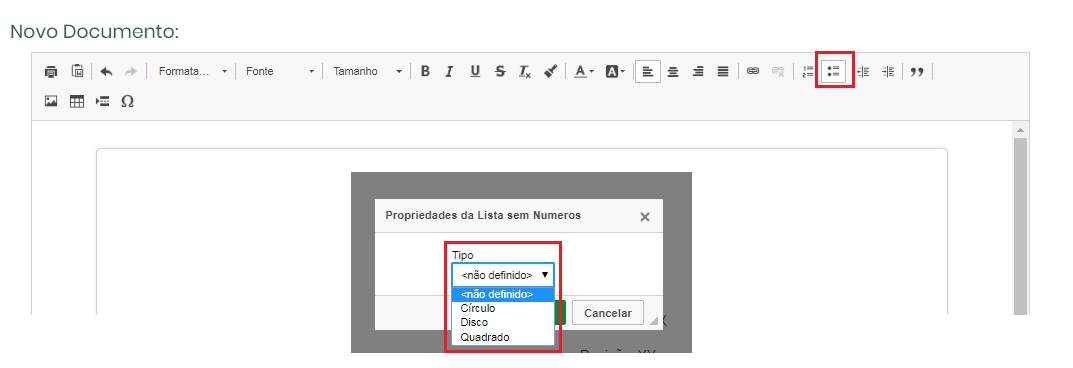 Novo Documento:
Formata... Fonte Tamanho B I U S Tx A A
Ω
Propriedades da Lista sem Numeros
Tipo
<não definido>
<não definido>
Círculo
Disco
Quadrado
Cancelar